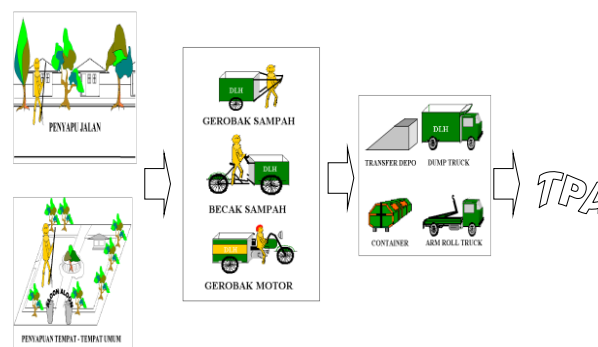 PENYAPU JALAN
PENYAPUAN TEMPAT - TEMPAT UMUM
DLH
GEROBAK SAMPAH
DLH
BECAK SAMPAH
DLH
GEROBAK MOTOR
DLH
TRANSFER DEPO
DUMP TRUCK
CONTAINER
ARM ROLL TRUCK
TPA